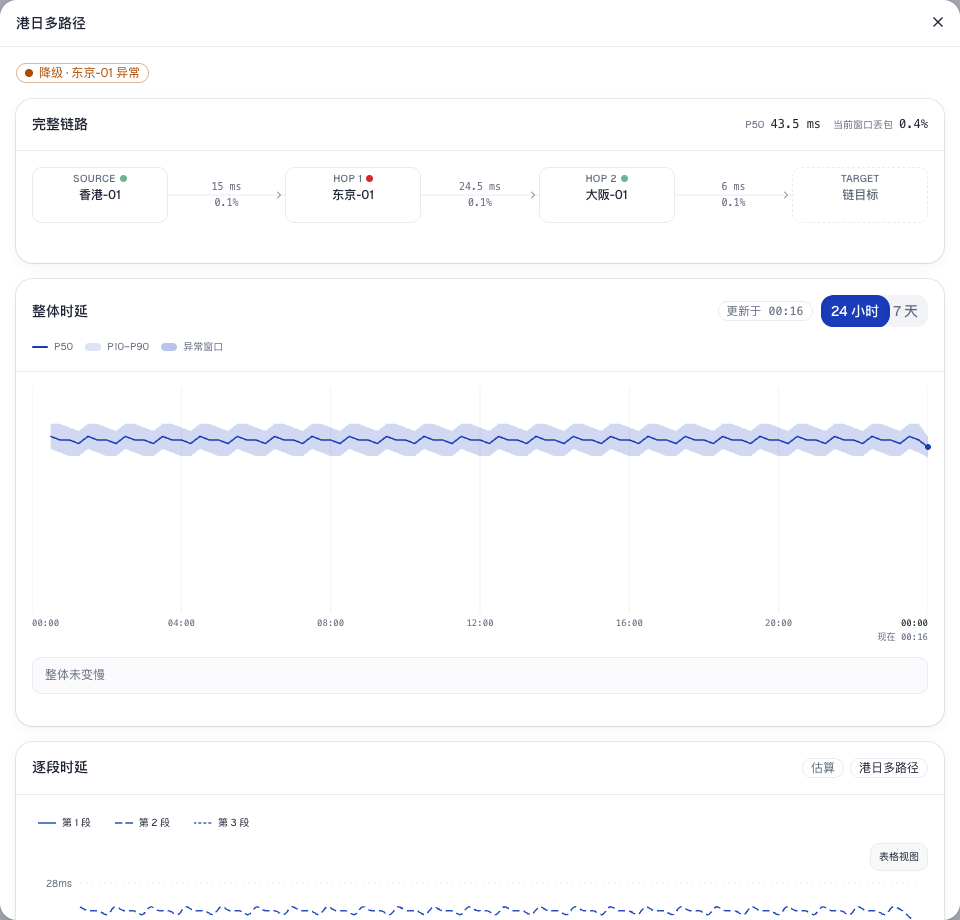 港日多路径
降级 · 东京-01 异常
完整链路
P50 43.5 ms 当前窗口丢包 0.4%
SOURCE
香港-01
15 ms
0.1%
HOP 1
东京-01
24.5 ms
0.1%
HOP 2
大阪-01
6 ms
0.1%
TARGET
链目标
整体时延
更新于 00:16
24 小时
7 天
P50 P10–P90 异常窗口
00:00 04:00 08:00 12:00 16:00 20:00 00:00
现在 00:16
整体未变慢
逐段时延
估算
港日多路径
第 1 段 第 2 段 第 3 段
表格视图
28ms